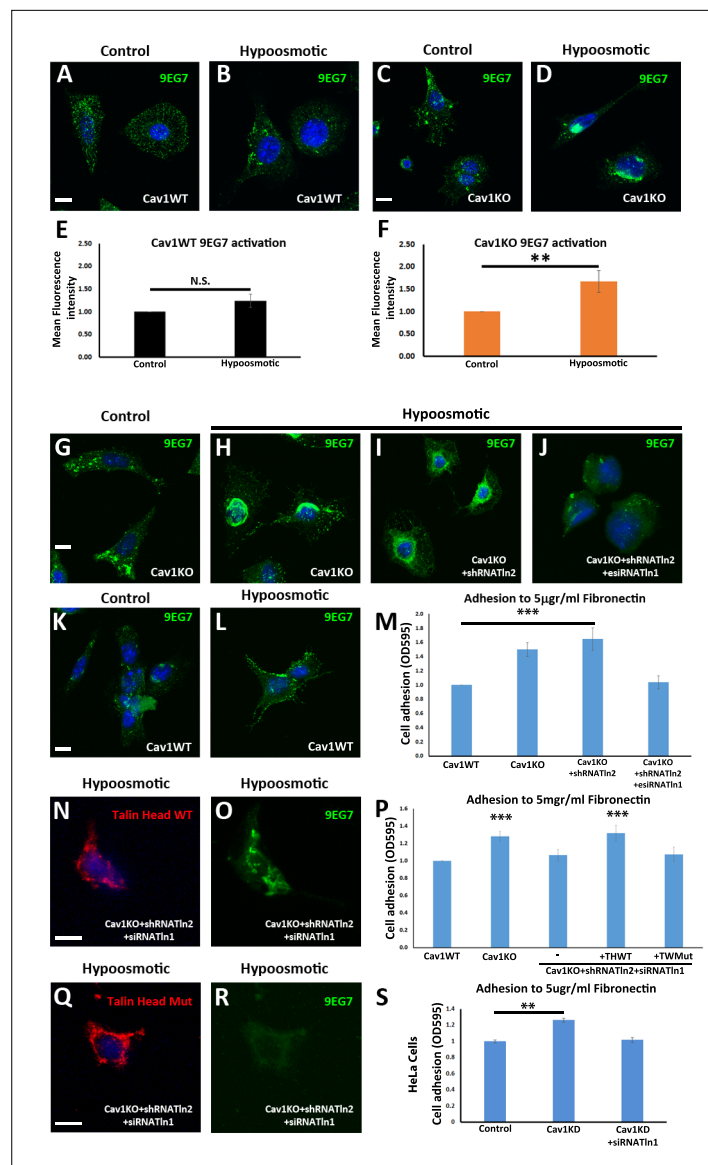 Control Hypoosmotic Control Hypoosmotic
A 9EG7 B 9EG7 C 9EG7 D 9EG7
Cav1WT Cav1WT Cav1KO Cav1KO
E F
Cav1WT 9EG7 activation
Mean Fluorescence
intensity
2.50
2.00
1.50
1.00
0.50
0.00
N.S.
Control Hypoosmotic
Cav1KO 9EG7 activation
Mean Fluorescence
intensity
2.50
2.00
1.50
1.00
0.50
0.00
**
Control Hypoosmotic
Control Hypoosmotic
G 9EG7 H 9EG7 I 9EG7 J 9EG7
Cav1KO
Cav1KO
Cav1KO
+shRNATln2
Cav1KO+shRNATln2
+esiRNATln1
Control Hypoosmotic
K 9EG7 L 9EG7
Cav1WT Cav1WT
M Adhesion to 5μgr/ml Fibronectin
Cell adhesion (OD595)
2.0
1.8
1.6
1.4
1.2
1.0
0.8
0.6
0.4
0.2
0.0
***
Cav1WT Cav1KO Cav1KO Cav1KO
+shRNATln2 +shRNATln2
+esiRNATln1
Hypoosmotic Hypoosmotic
N Talin Head WT O 9EG7
Cav1KO+shRNATln2 Cav1KO+shRNATln2
+siRNATln1 +siRNATln1
P Adhesion to 5mgr/ml Fibronectin
Cell adhesion (OD595)
1.6
1.4
1.2
1.0
0.8
0.6
0.4
0.2
0.0
*** ***
Cav1WT Cav1KO - +THWT +TWMut
Cav1KO+shRNATln2+siRNATln1
Hypoosmotic Hypoosmotic
Q Talin Head Mut R 9EG7
Cav1KO+shRNATln2 Cav1KO+shRNATln2
+siRNATln1 +siRNATln1
S Adhesion to 5ugr/ml Fibronectin
HeLa Cells
Cell adhesion (OD595)
1.4
1.2
1
0.8
0.6
0.4
0.2
0
**
Control Cav1KD Cav1KD
+siRNATln1